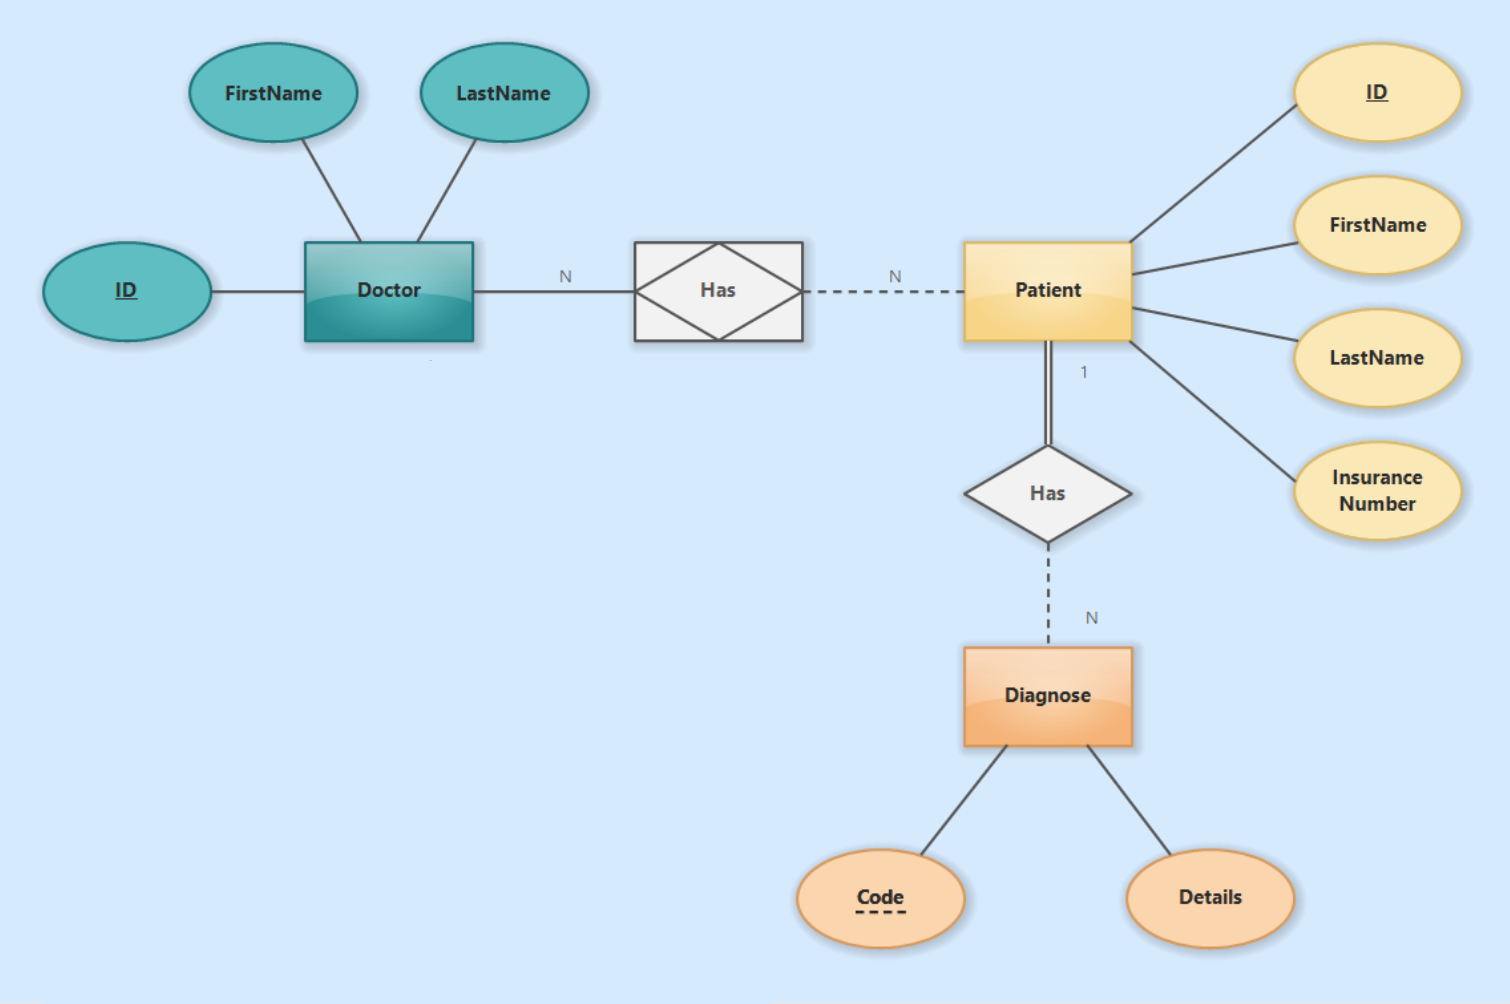 FirstName
LastName
ID
FirstName
ID
Doctor
N
Has
N
Patient
LastName
1
Insurance
Number
Has
N
Diagnose
Code
Details